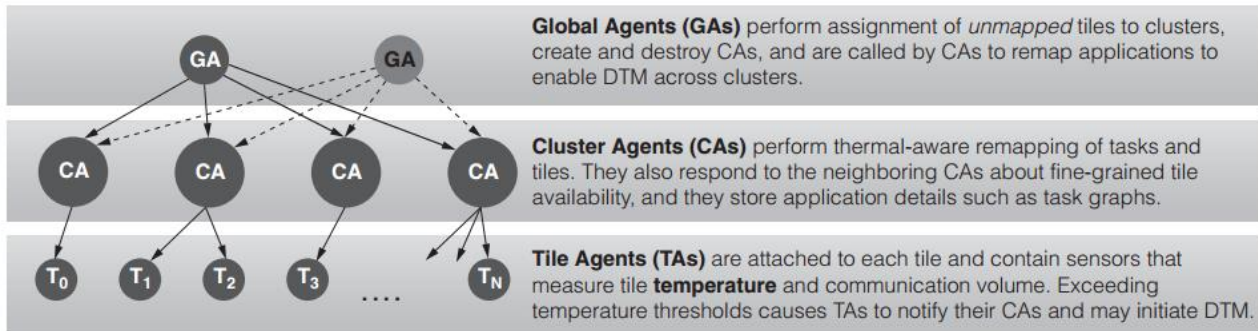 GA
GA
Global Agents (GAs) perform assignment of unmapped tiles to clusters,
create and destroy CAs, and are called by CAs to remap applications to
enable DTM across clusters.
CA
CA
CA
CA
Cluster Agents (CAs) perform thermal-aware remapping of tasks and
tiles. They also respond to the neighboring CAs about fine-grained tile
availability, and they store application details such as task graphs.
T0
T1
T2
T3
....
TN
Tile Agents (TAs) are attached to each tile and contain sensors that
measure tile temperature and communication volume. Exceeding
temperature thresholds causes TAs to notify their CAs and may initiate DTM.